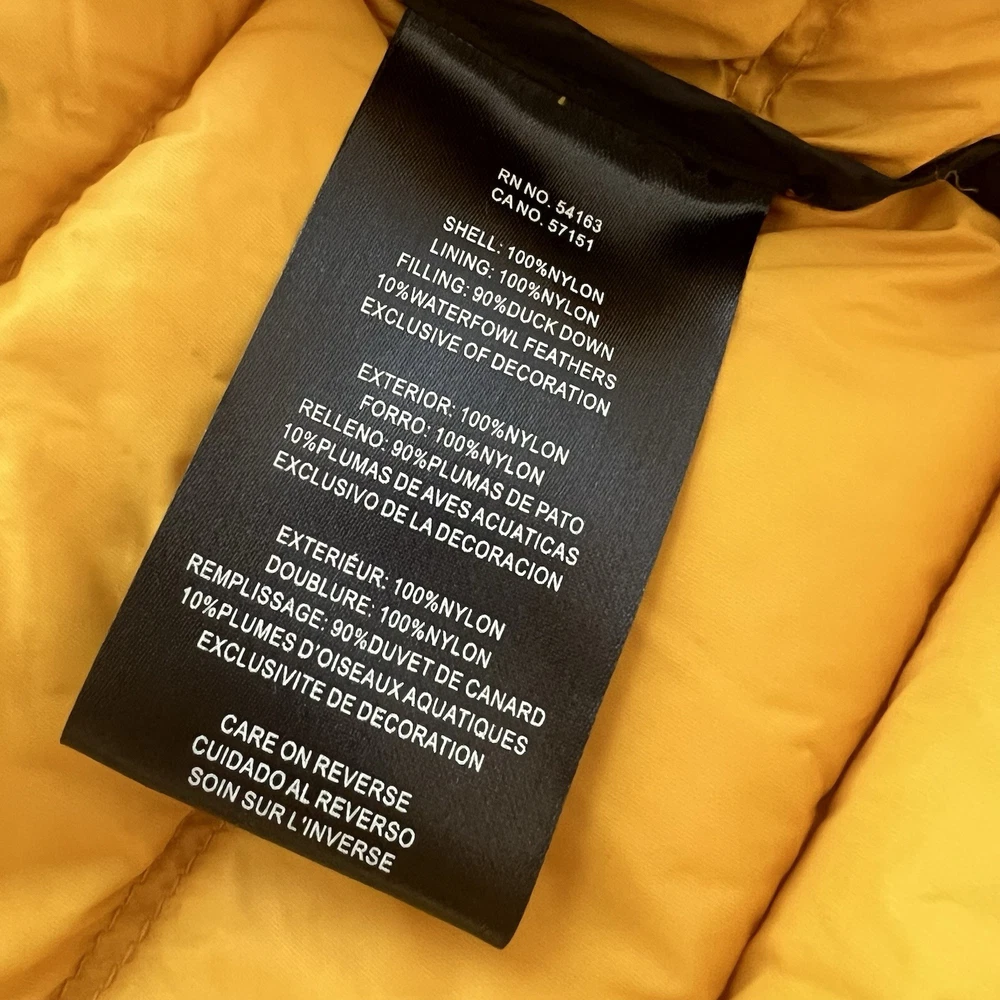 RN NO. 54163
CA NO. 57151
SHELL: 100%NYLON
LINING: 100%NYLON
FILLING: 90%DUCK DOWN
10%WATERFOWL FEATHERS
EXCLUSIVE OF DECORATION
EXTERIOR: 100%NYLON
FORRO: 100%NYLON
RELLENO: 90%PLUMAS DE PATO
10%PLUMAS DE AVES ACUATICAS
EXCLUSIVO DE LA DECORACION
EXTERIÉUR: 100%NYLON
DOUBLURE: 100%NYLON
REMPLISSAGE: 90%DUVET DE CANARD
10%PLUMES D'OISEAUX AQUATIQUES
EXCLUSIVITE DE DECORATION
CARE ON REVERSE
CUIDADO AL REVERSO
SOIN SUR L'INVERSE